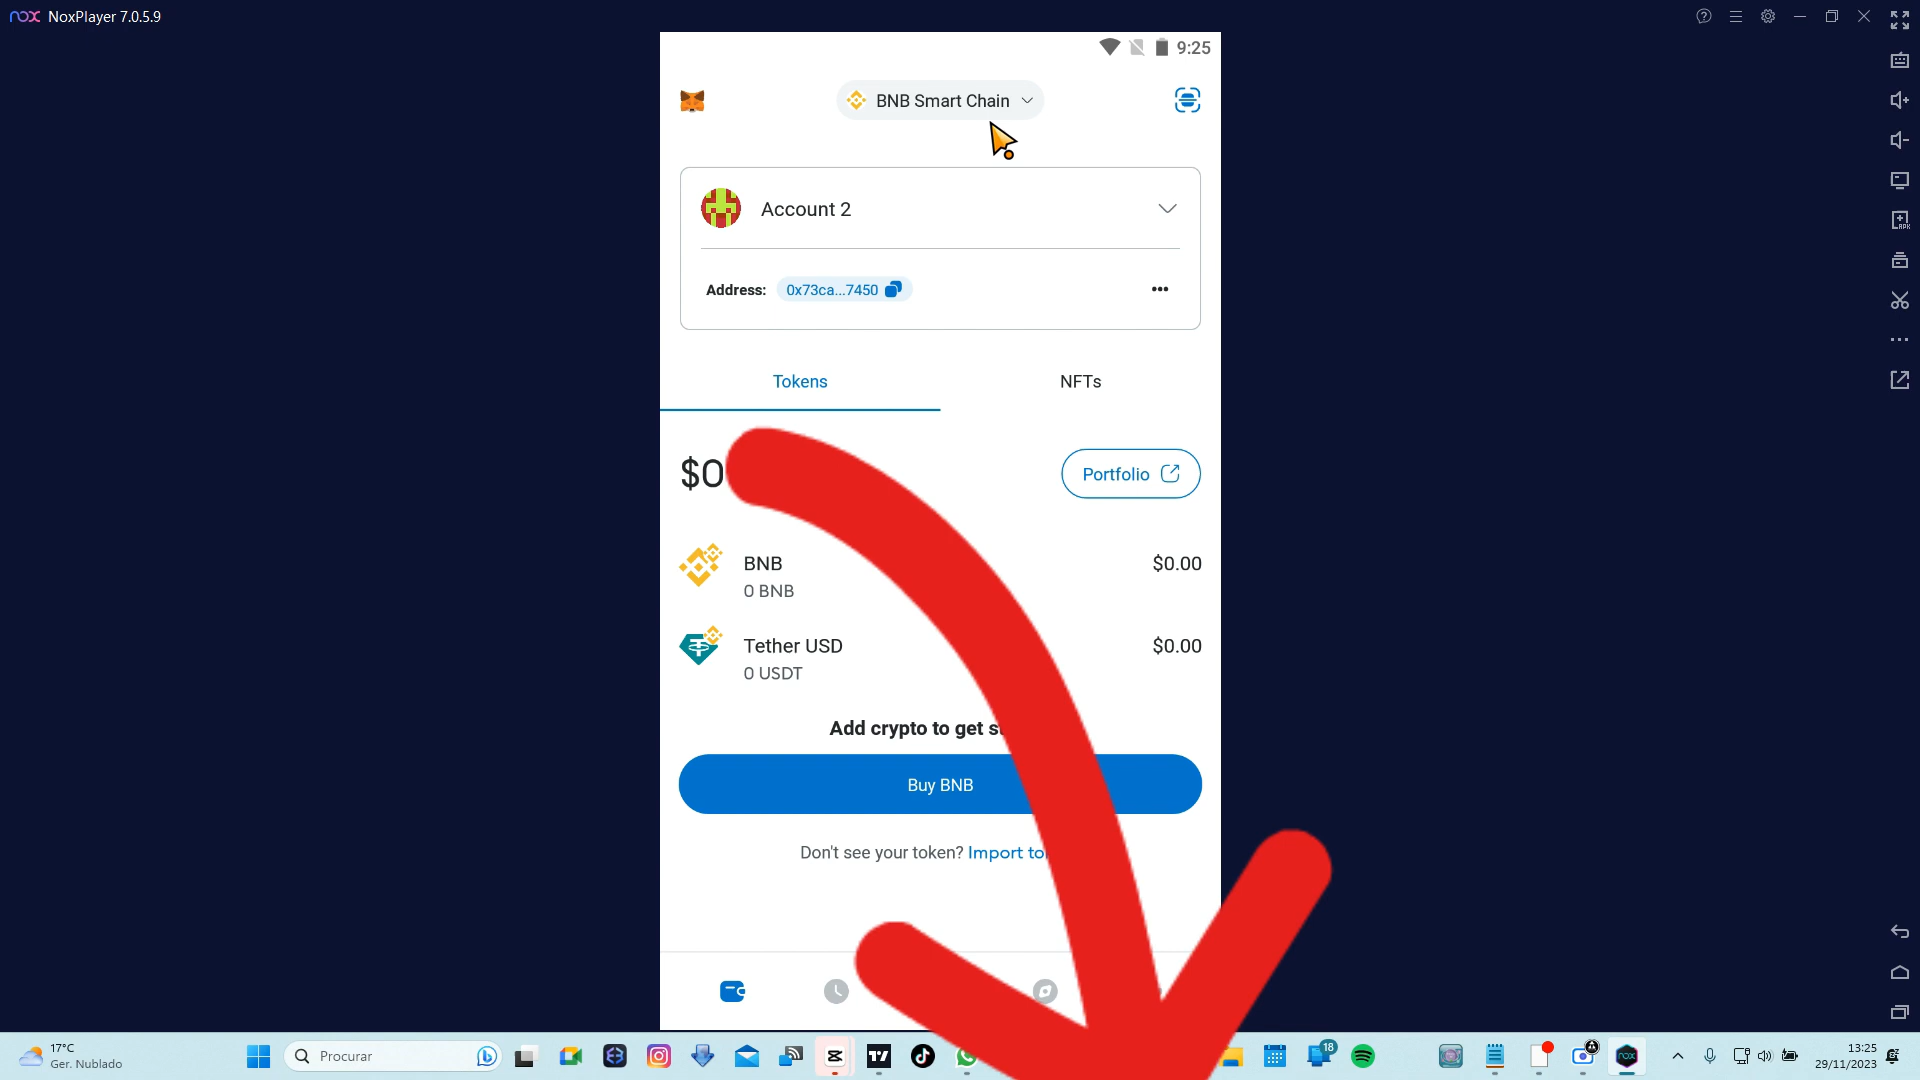 nox NoxPlayer 7.0.5.9
9:25
BNB Smart Chain
Account 2
Address: 0x73ca...7450
Tokens
NFTs
$0
Portfolio
BNB
$0.00
0 BNB
Tether USD
$0.00
0 USDT
Add crypto to get s
Buy BNB
Don't see your token? Import to
17°C
Ger. Nublado
Procurar
18
13:25
29/11/2023